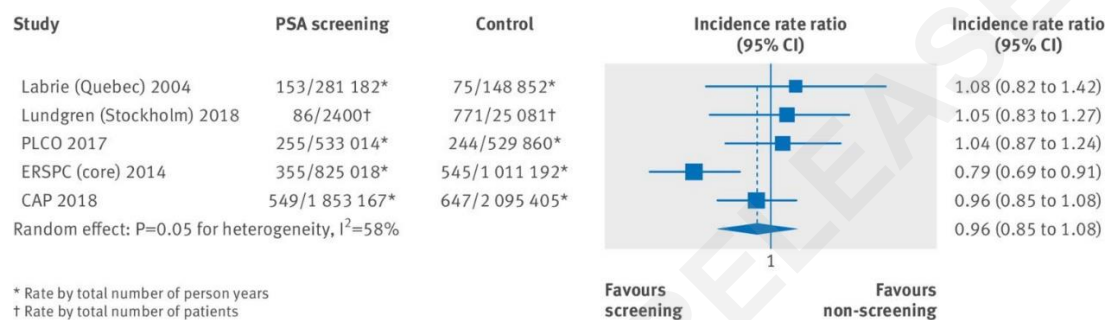 Study PSA screening Control Incidence rate ratio (95% CI) Incidence rate ratio (95% CI)
Labrie (Quebec) 2004 153/281 182* 75/148 852* 1.08 (0.82 to 1.42)
Lundgren (Stockholm) 2018 86/2400† 771/25 081† 1.05 (0.83 to 1.27)
PLCO 2017 255/533 014* 244/529 860* 1.04 (0.87 to 1.24)
ERSPC (core) 2014 355/825 018* 545/1 011 192* 0.79 (0.69 to 0.91)
CAP 2018 549/1 853 167* 647/2 095 405* 0.96 (0.85 to 1.08)
Random effect: P=0.05 for heterogeneity, I²=58% 0.96 (0.85 to 1.08)
1
* Rate by total number of person years
† Rate by total number of patients
Favours screening Favours non-screening
RELEASE